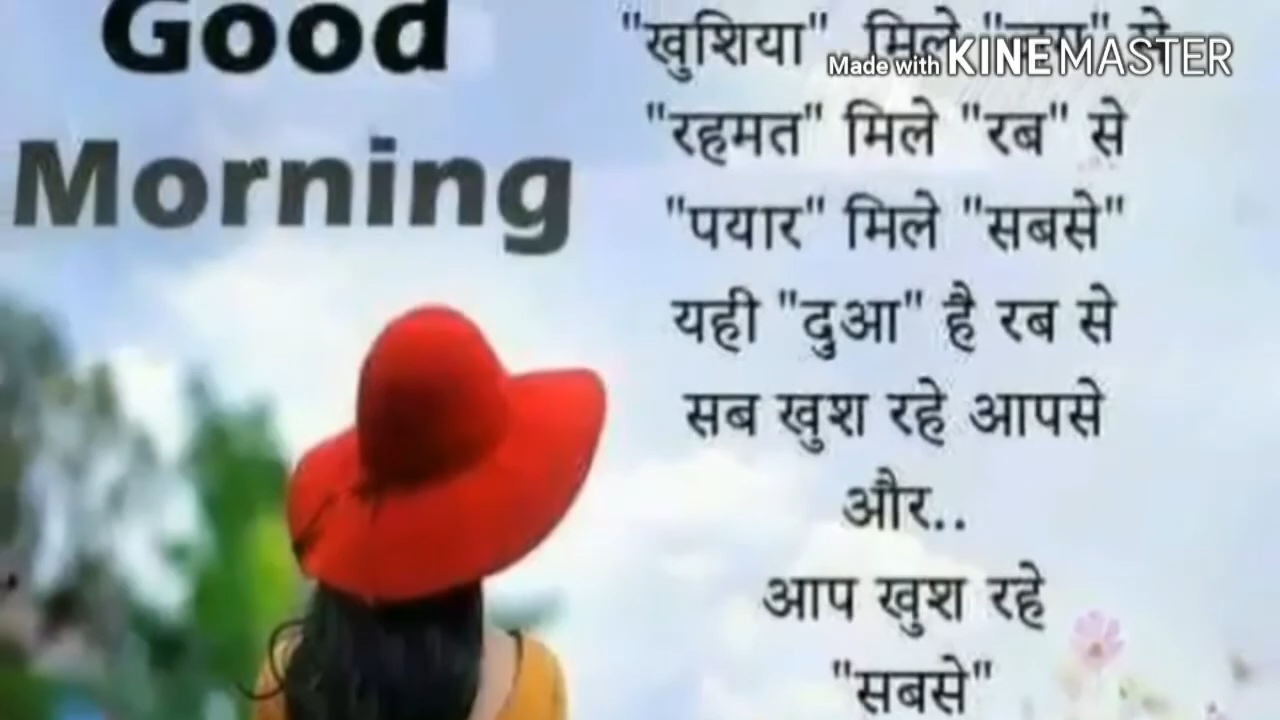 Good
Morning
"खुशिया" मिले से
Made with KINEMASTER
"रहमत" मिले "रब" से
"पयार" मिले "सबसे"
यही "दुआ" है रब से
सब खुश रहे आपसे
और..
आप खुश रहे
"सबसे"